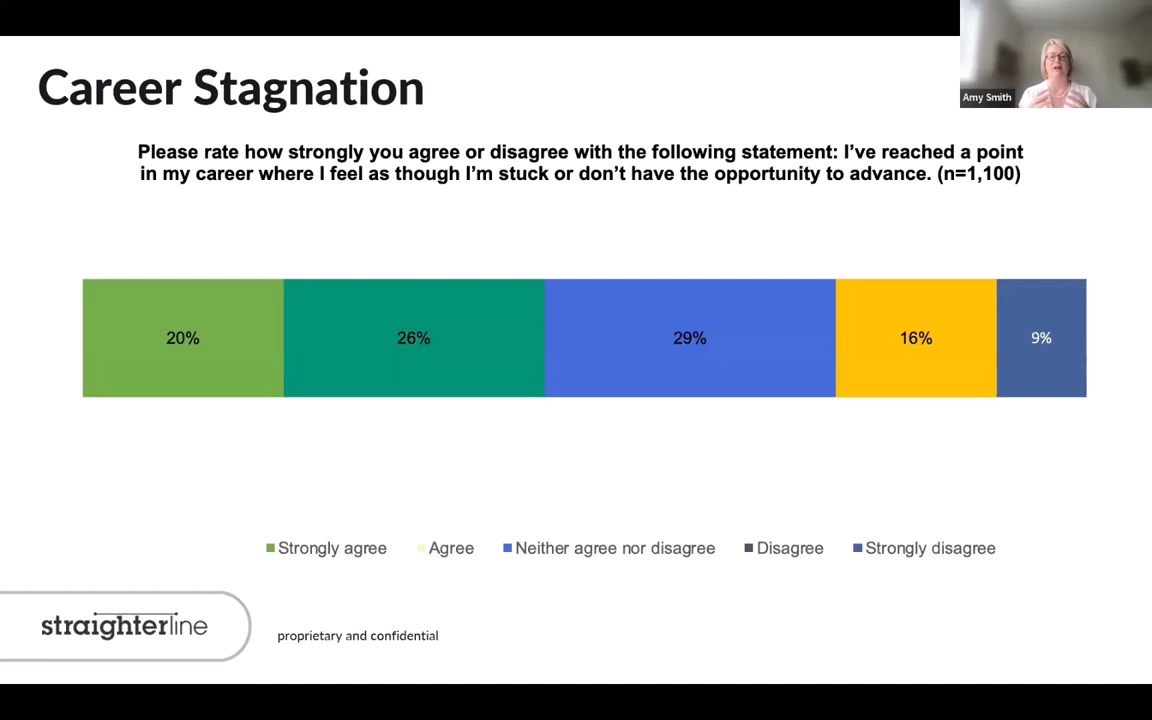 Career Stagnation
Amy Smith
Please rate how strongly you agree or disagree with the following statement: I’ve reached a point
in my career where I feel as though I’m stuck or don’t have the opportunity to advance. (n=1,100)
20% 26% 29% 16% 9%
Strongly agree Agree Neither agree nor disagree Disagree Strongly disagree
straighterline
proprietary and confidential